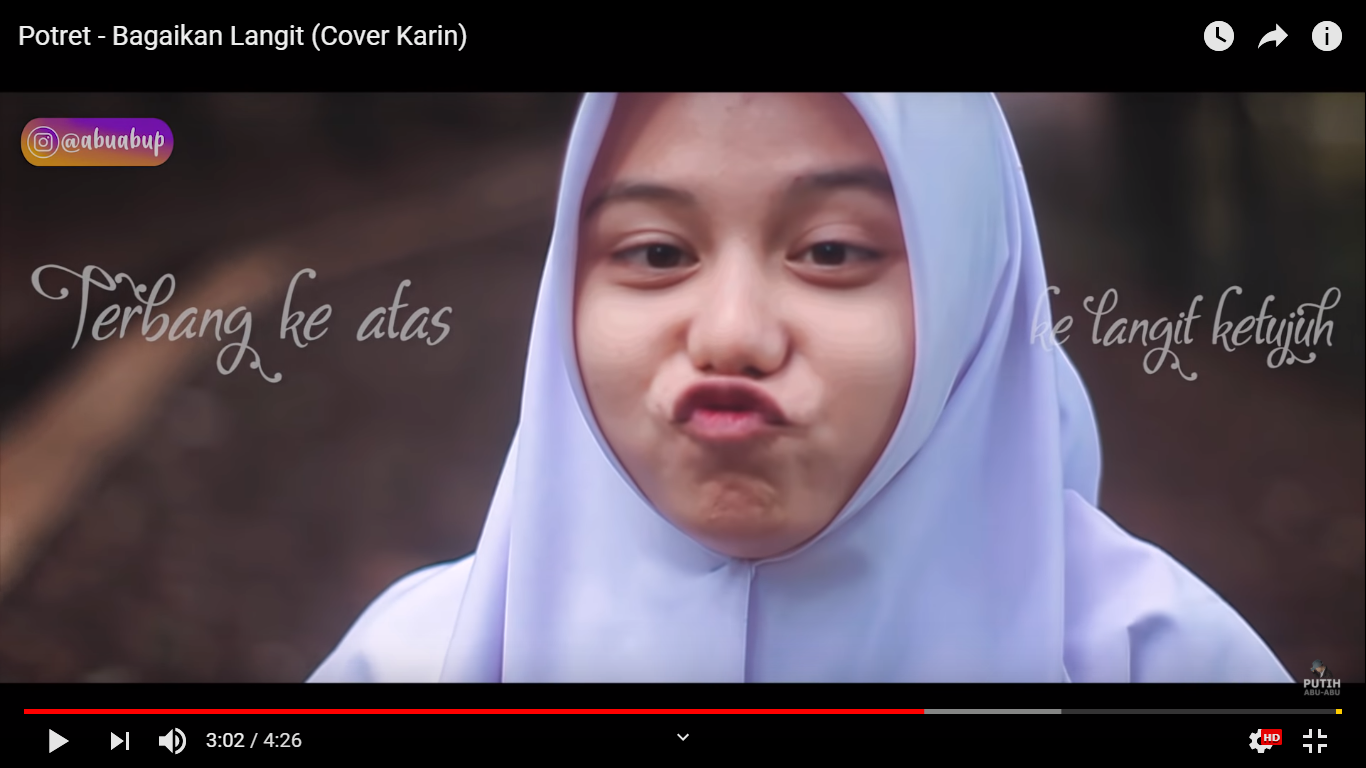 Potret - Bagaikan Langit (Cover Karin)
@abuabup
Terbang ke atas
ke langit ketujuh
PUTIH
ABU-ABU
3:02 / 4:26
HD